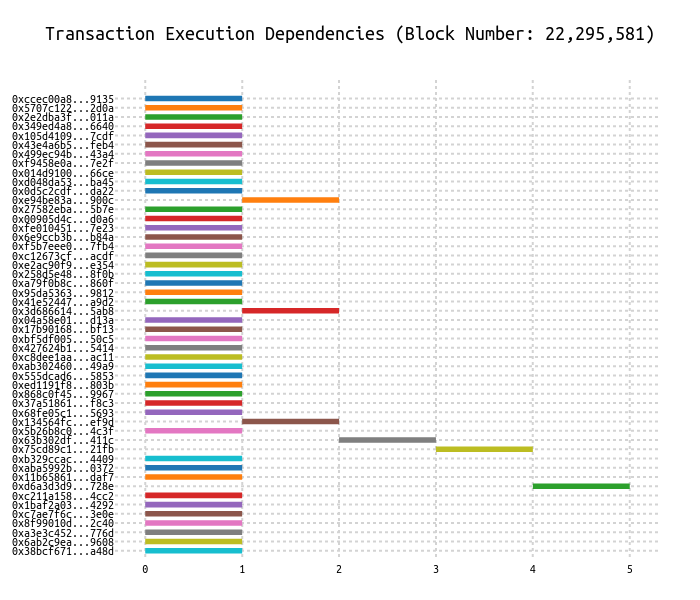 Transaction Execution Dependencies (Block Number: 22,295,581)
0xccec00a8...9135
0x5707c122...2d0a
0x2e2dba3f...011a
0x349ed4a8...6640
0x105d4109...7cdf
0x43e4a6b5...feb4
0x499ec94b...43a4
0xf9458e0a...7e2f
0x014d9100...66ce
0xd048da53...ba45
0x0d5c2cdf...da22
0xe94be83a...900c
0x27582eba...5b7e
0x00905d4c...d0a6
0xfe010451...7e23
0x6e9ccb3b...b84a
0xf5b7eee0...7fb4
0xc12673cf...acdf
0xe2ac90f9...e354
0x258d5e48...8f0b
0xa79f0b8c...860f
0x95da5363...9812
0x41e52447...a9d2
0x3d686614...5ab8
0x04a58e01...d13a
0x17b90168...bf13
0xbf5df005...50c5
0x427624b1...5414
0xc8dee1aa...ac11
0xab302460...49a9
0x555dcad6...5853
0xed1191f8...803b
0x868c0f45...9967
0x37a51861...f8c3
0x68fe05c1...5693
0x134564fc...ef9d
0x5b26b8c0...4c3f
0x63b302df...411c
0x75cd89c1...21fb
0xb329ccac...4409
0xaba5992b...0372
0x11b65861...daf7
0xd6a3d3d9...728e
0xc211a158...4cc2
0x1baf2a03...4292
0xc7ae7f6c...3e0e
0x8f99010d...2c40
0xa3e3c452...776d
0x6ab2c9ea...9608
0x38bcf671...a48d
0 1 2 3 4 5